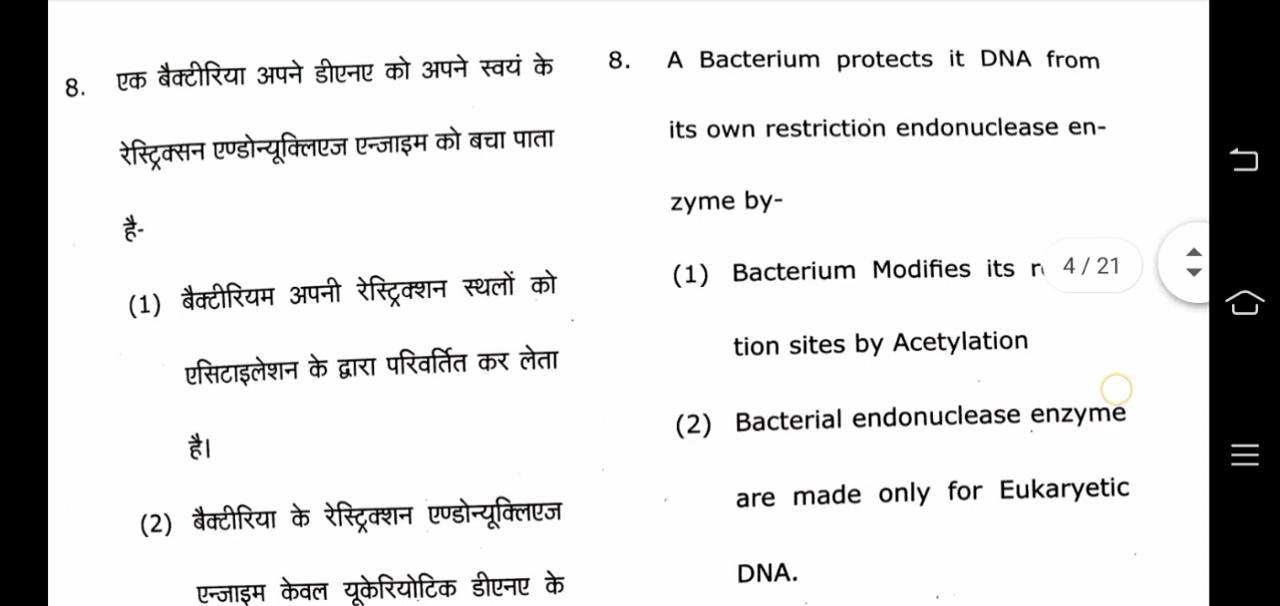 8. एक बैक्टीरिया अपने डीएनए को अपने स्वयं के
रेस्ट्रिक्सन एण्डोन्यूक्लिएज एन्जाइम को बचा पाता
है-
(1) बैक्टीरियम अपनी रेस्ट्रिक्शन स्थलों को
एसिटाइलेशन के द्वारा परिवर्तित कर लेता
है।
(2) बैक्टीरिया के रेस्ट्रिक्शन एण्डोन्यूक्लिएज
एन्जाइम केवल यूकेरियोटिक डीएनए के
8. A Bacterium protects it DNA from
its own restriction endonuclease en-
zyme by-
(1) Bacterium Modifies its
tion sites by Acetylation
(2) Bacterial endonuclease enzyme
are made only for Eukaryetic
DNA.
4 / 21